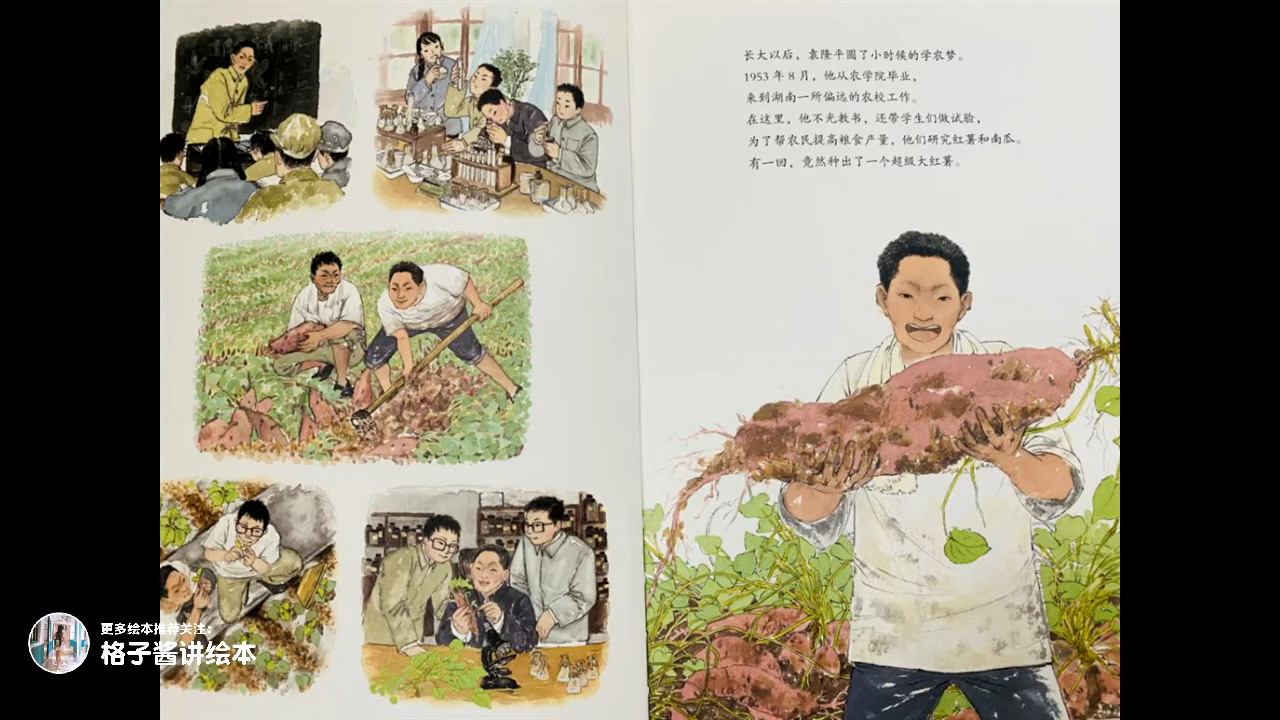 长大以后，袁隆平圆了小时候的学农梦。
1953 年 8 月，他从农学院毕业，
来到湖南一所偏远的农校工作。
在这里，他不光教书，还带学生们做试验，
为了帮农民提高粮食产量，他们研究红薯和南瓜。
有一回，竟然种出了一个超级大红薯。
更多绘本推荐关注：
格子酱讲绘本